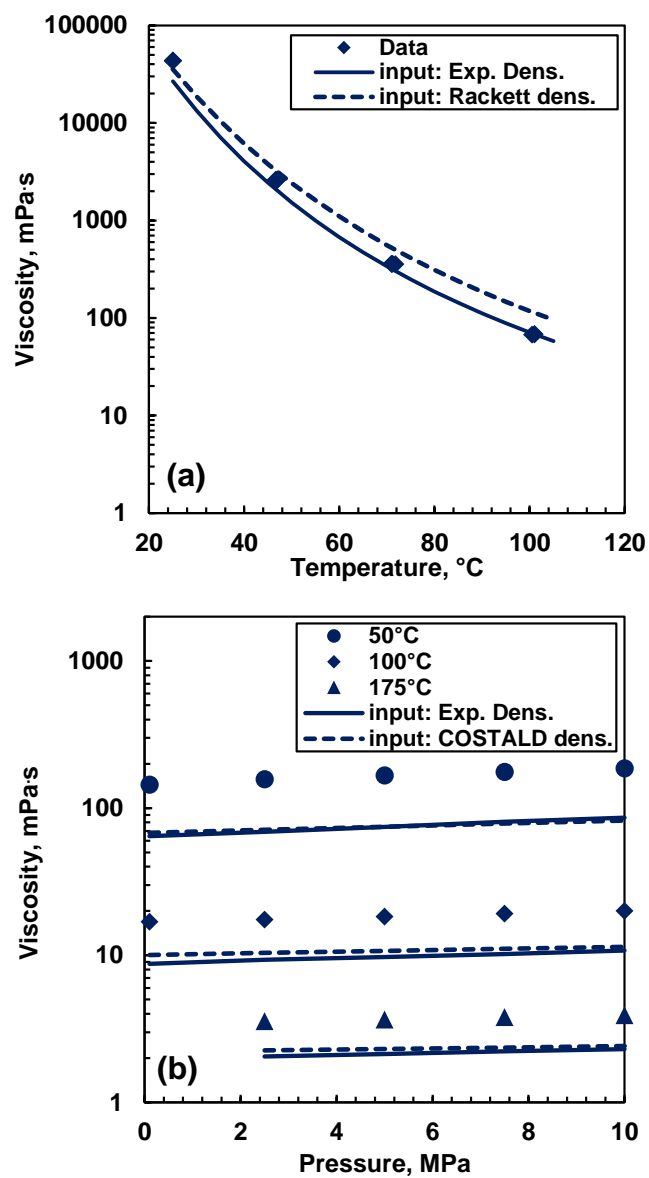 (a)
100000
10000
1000
100
10
1
Viscosity, mPa·s
Data
input: Exp. Dens.
input: Rackett dens.
20 40 60 80 100 120
Temperature, °C
1000
100
10
1
Viscosity, mPa·s
50°C
100°C
175°C
input: Exp. Dens.
input: COSTALD dens.
(b)
0 2 4 6 8 10
Pressure, MPa